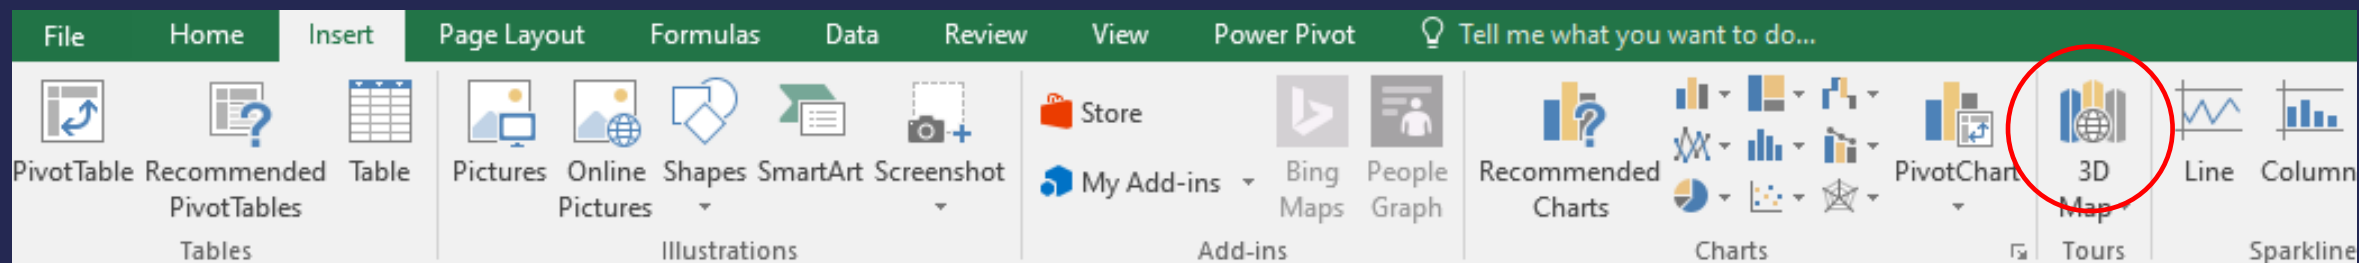 File Home Insert Page Layout Formulas Data Review View Power Pivot Tell me what you want to do...
PivotTable Recommended PivotTables Table
Tables
Pictures Online Pictures Shapes SmartArt Screenshot
Illustrations
Store
My Add-ins
Bing Maps People Graph
Add-ins
Recommended Charts PivotChart
Charts
3D Map
Tours
Line Column
Sparkline